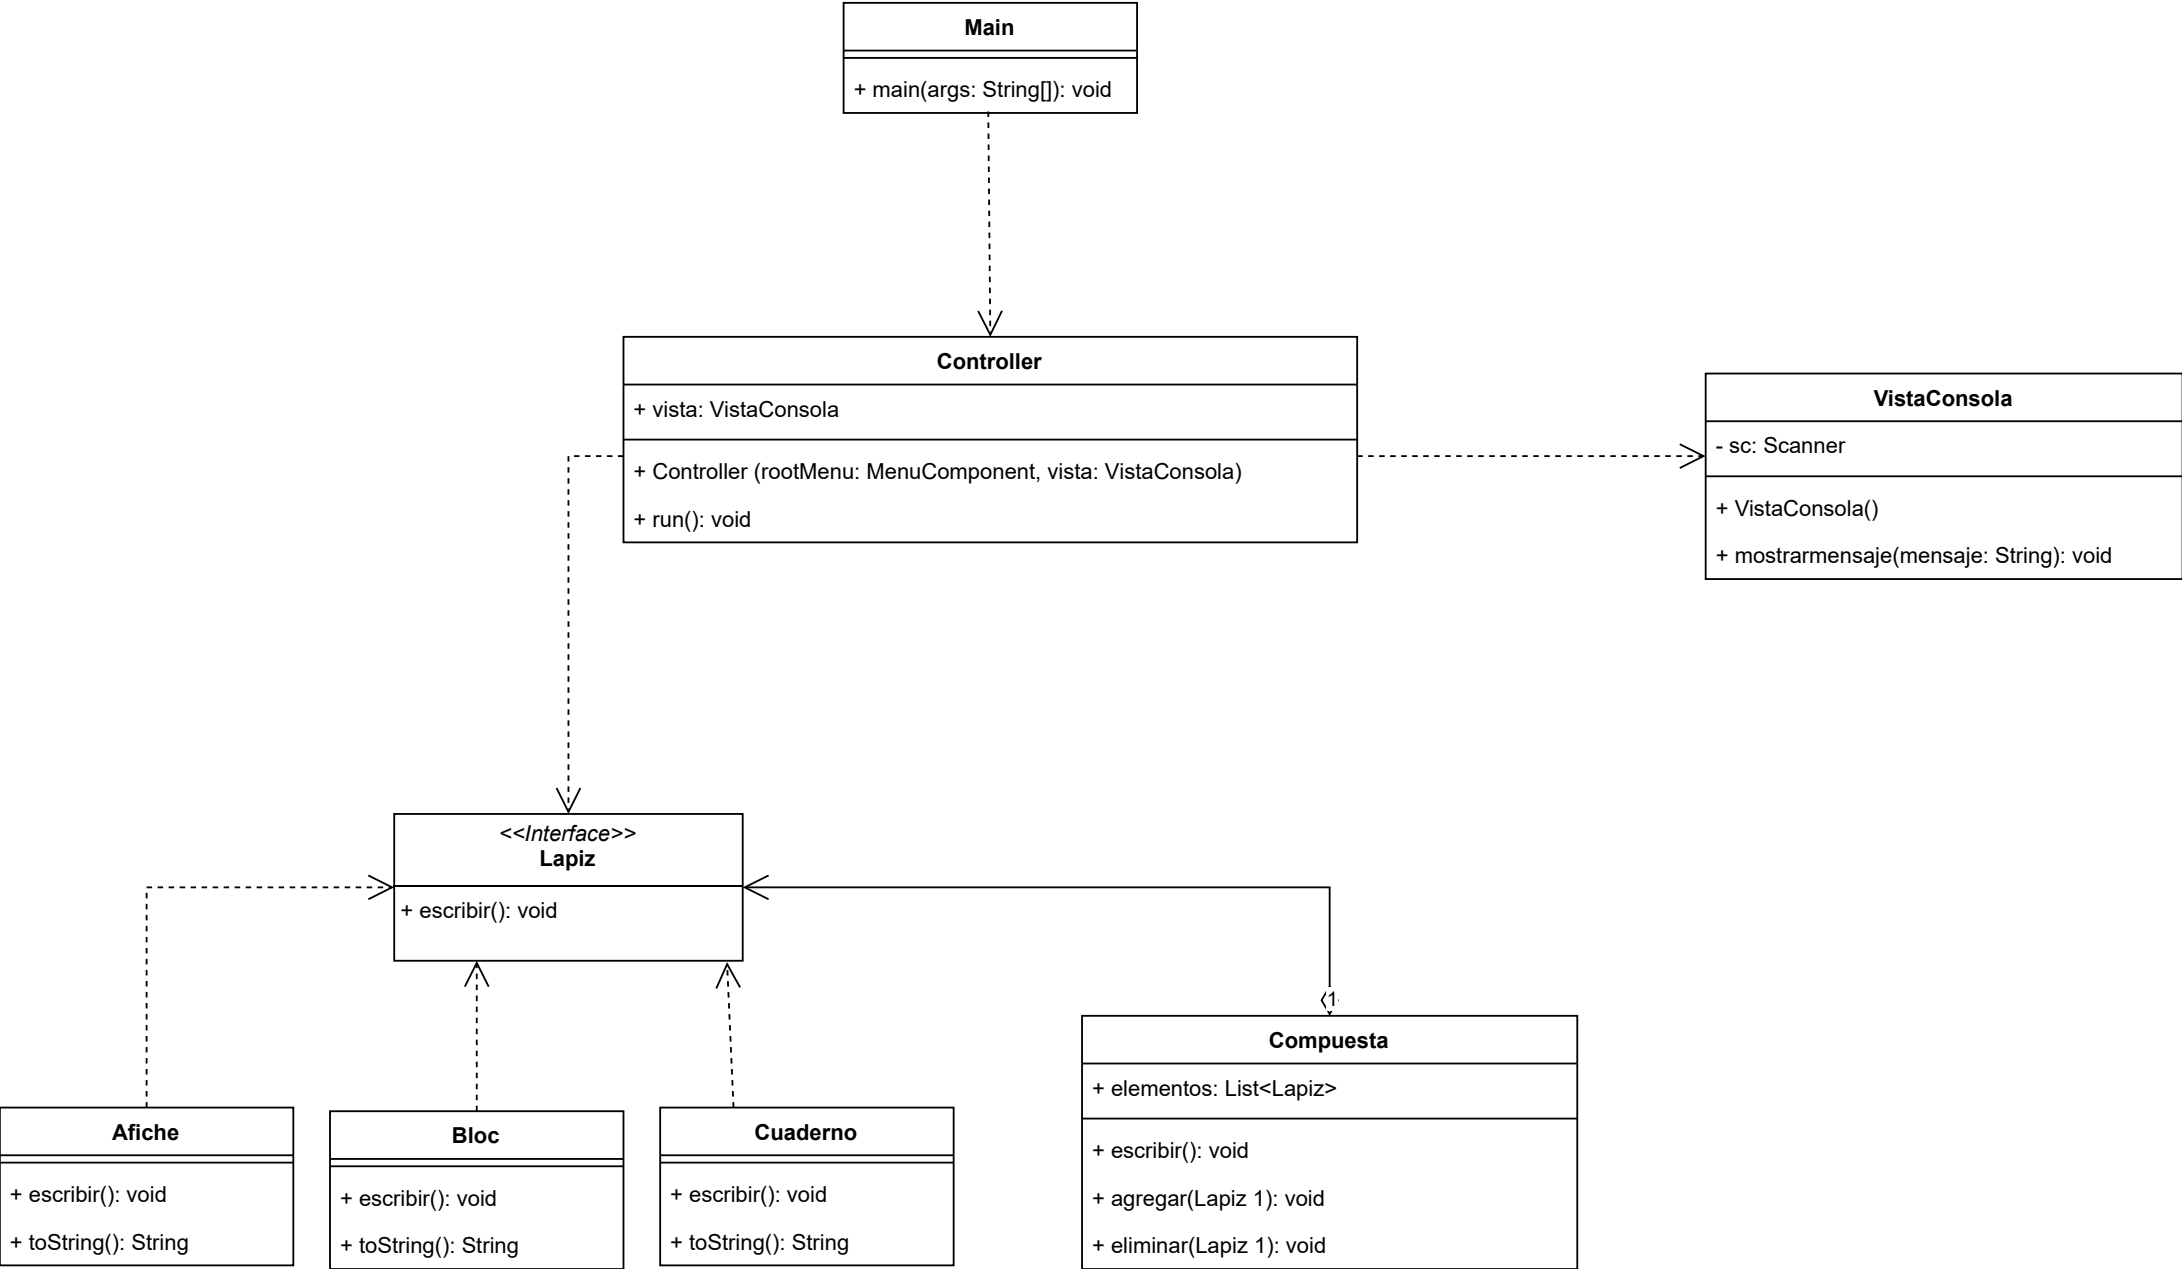 Main
+ main(args: String[]): void
Controller
+ vista: VistaConsola
+ Controller (rootMenu: MenuComponent, vista: VistaConsola)
+ run(): void
VistaConsola
- sc: Scanner
+ VistaConsola()
+ mostrarmensaje(mensaje: String): void
<<Interface>>
Lapiz
+ escribir(): void
1
Afiche
+ escribir(): void
+ toString(): String
Bloc
+ escribir(): void
+ toString(): String
Cuaderno
+ escribir(): void
+ toString(): String
Compuesta
+ elementos: List<Lapiz>
+ escribir(): void
+ agregar(Lapiz 1): void
+ eliminar(Lapiz 1): void